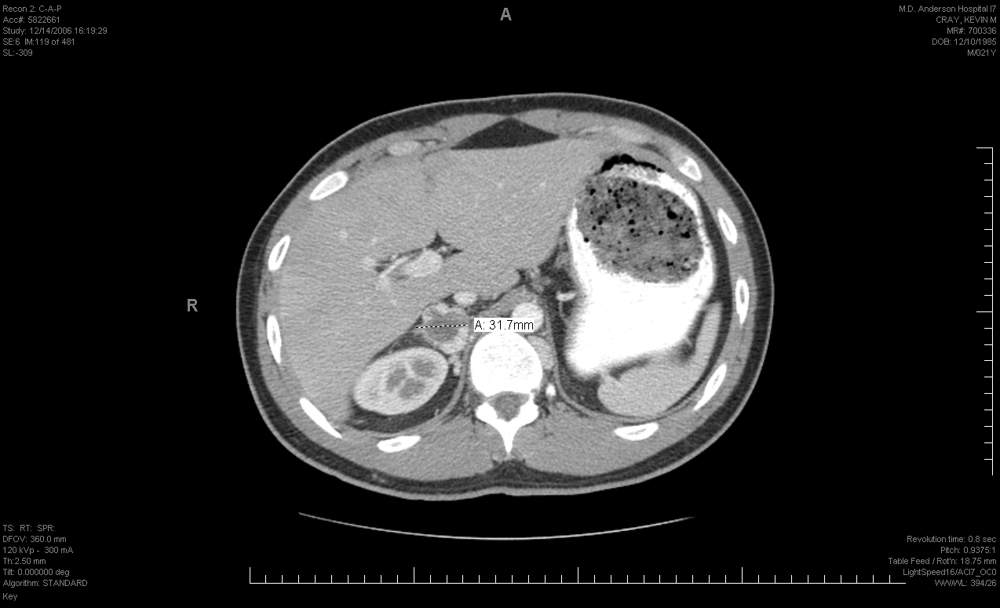 Recon 2: C-A-P
Acc#: 5822661
Study: 12/14/2006 16:19:29
SE:6 IM:119 of 481
SL:-309
A
M.D. Anderson Hospital I7
CRAY, KEVIN M
MR#: 700336
DOB: 12/10/1985
M/021Y
R
A: 31.7mm
TS: RT: SPR:
DFOV: 360.0 mm
120 kVp - 300 mA
Th:2.50 mm
Tilt: 0.000000 deg
Algorithm: STANDARD
Key
Revolution time: 0.8 sec
Pitch: 0.9375:1
Table Feed / Rot'n: 18.75 mm
LightSpeed16/ACI7_OC0
WW/WL: 394/26